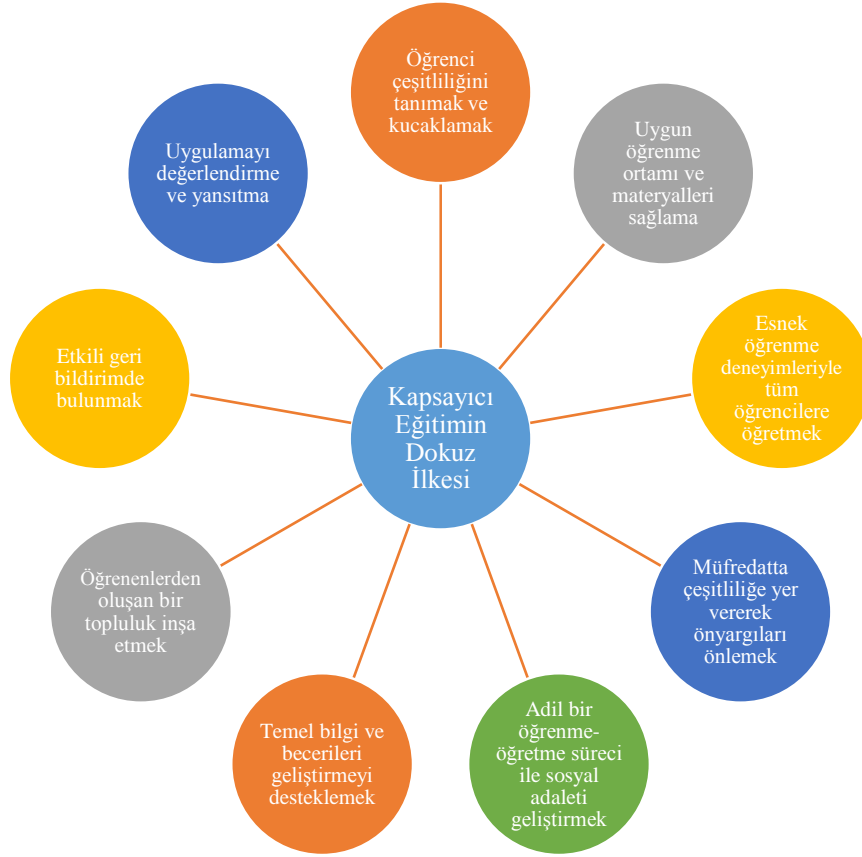 Öğrenci
çeşitliliğini
tanımak ve
kucaklamak
Uygun
öğrenme
ortamı ve
materyalleri
sağlama
Esnek
öğrenme
deneyimleriyle
tüm
öğrencilere
öğretmek
Müfredatta
çeşitliliğe yer
vererek
önyargıları
önlemek
Adil bir
öğrenme-
öğretme süreci
ile sosyal
adaleti
geliştirmek
Temel bilgi ve
becerileri
geliştirmeyi
desteklemek
Öğrenenlerden
oluşan bir
topluluk inşa
etmek
Etkili geri
bildirimde
bulunmak
Uygulamayı
değerlendirme
ve yansıtma
Kapsayıcı
Eğitimin
Dokuz
İlkesi